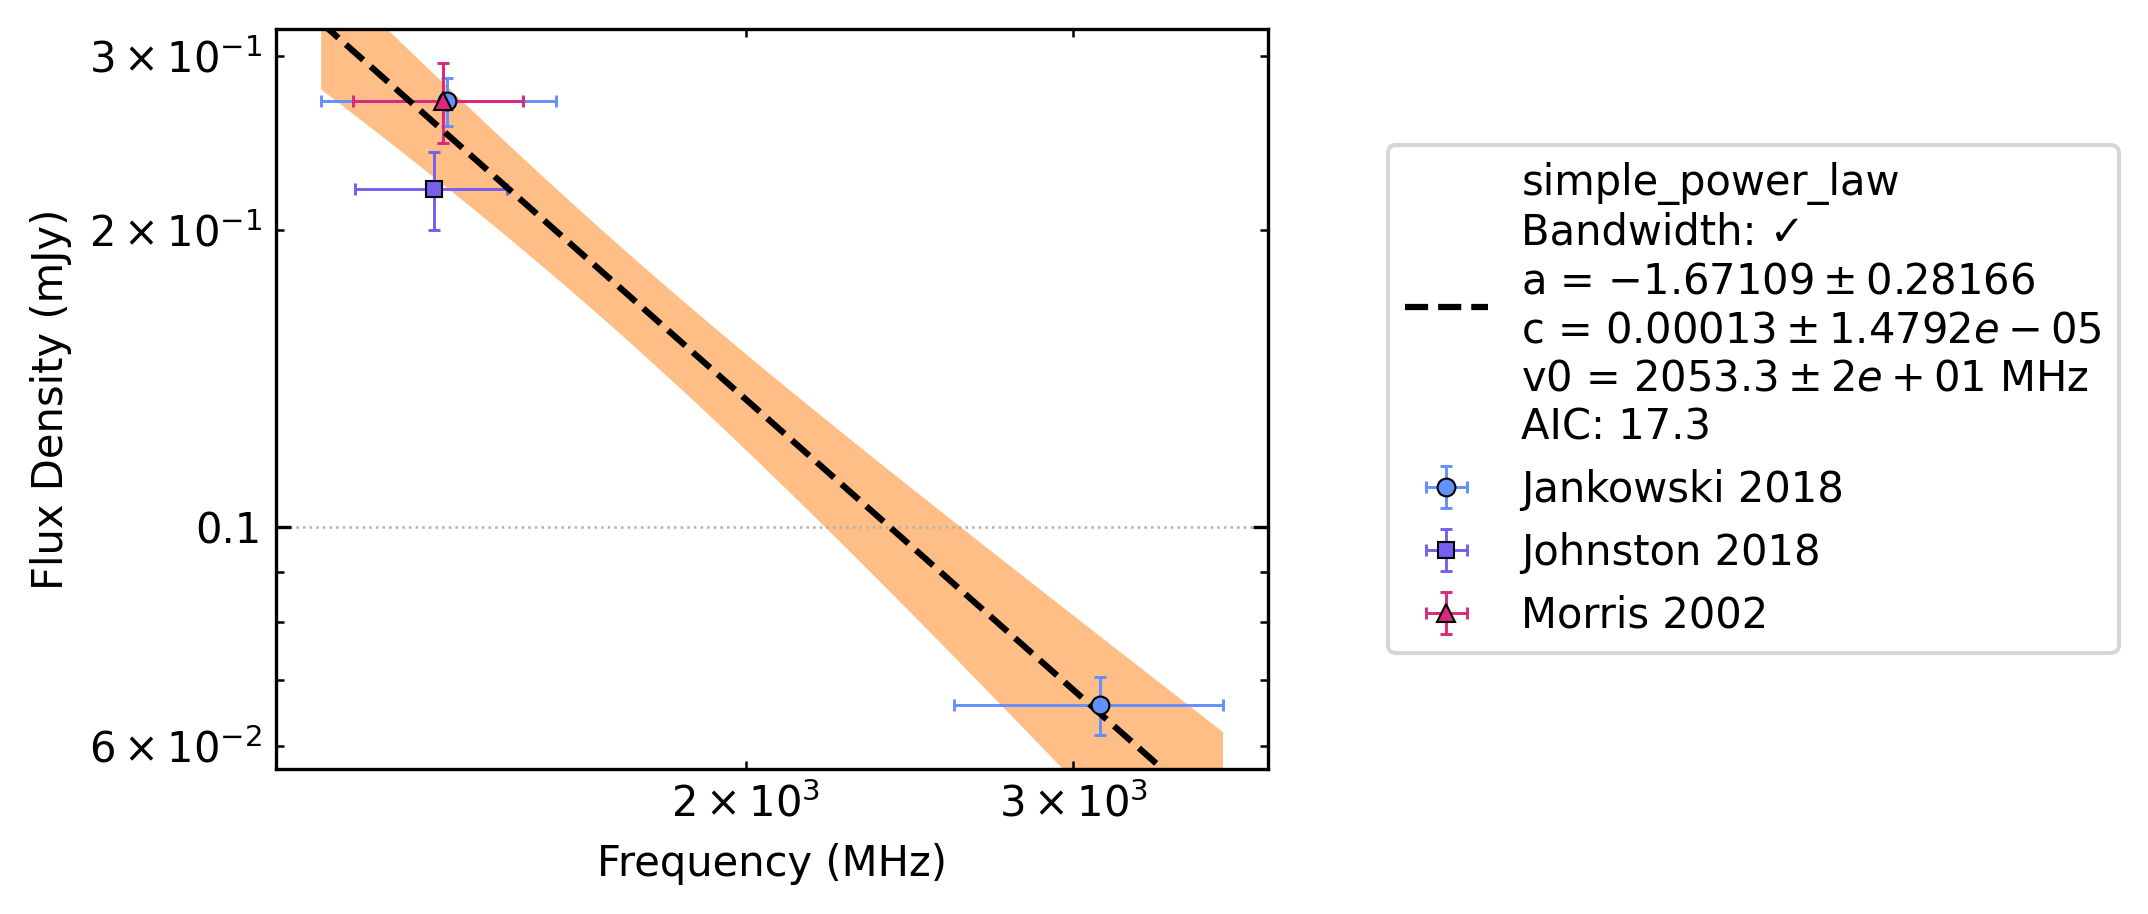 3 × 10⁻¹
2 × 10⁻¹
0.1
6 × 10⁻²
Flux Density (mJy)
2 × 10³
3 × 10³
Frequency (MHz)
simple_power_law
Bandwidth: ✓
a = −1.67109 ± 0.28166
c = 0.00013 ± 1.4792e − 05
v0 = 2053.3 ± 2e + 01 MHz
AIC: 17.3
Jankowski 2018
Johnston 2018
Morris 2002